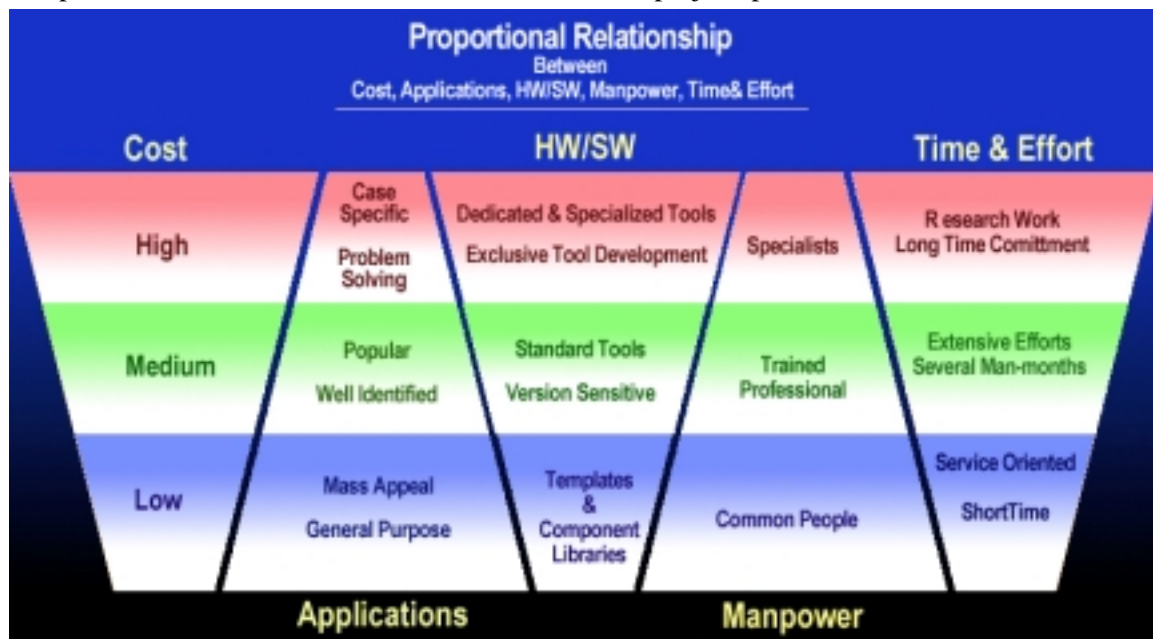 Proportional Relationship
Between
Cost, Applications, HW/SW, Manpower, Time& Effort
Cost
HW/SW
Time & Effort
High
Case
Specific
Problem
Solving
Dedicated & Specialized Tools
Exclusive Tool Development
Specialists
R esearch Work
Long Time Comittment
Medium
Popular
Well Identified
Standard Tools
Version Sensitive
Trained
Professional
Extensive Efforts
Several Man-months
Low
Mass Appeal
General Purpose
Templates
&
Component
Libraries
Common People
Service Oriented
ShortTime
Applications
Manpower